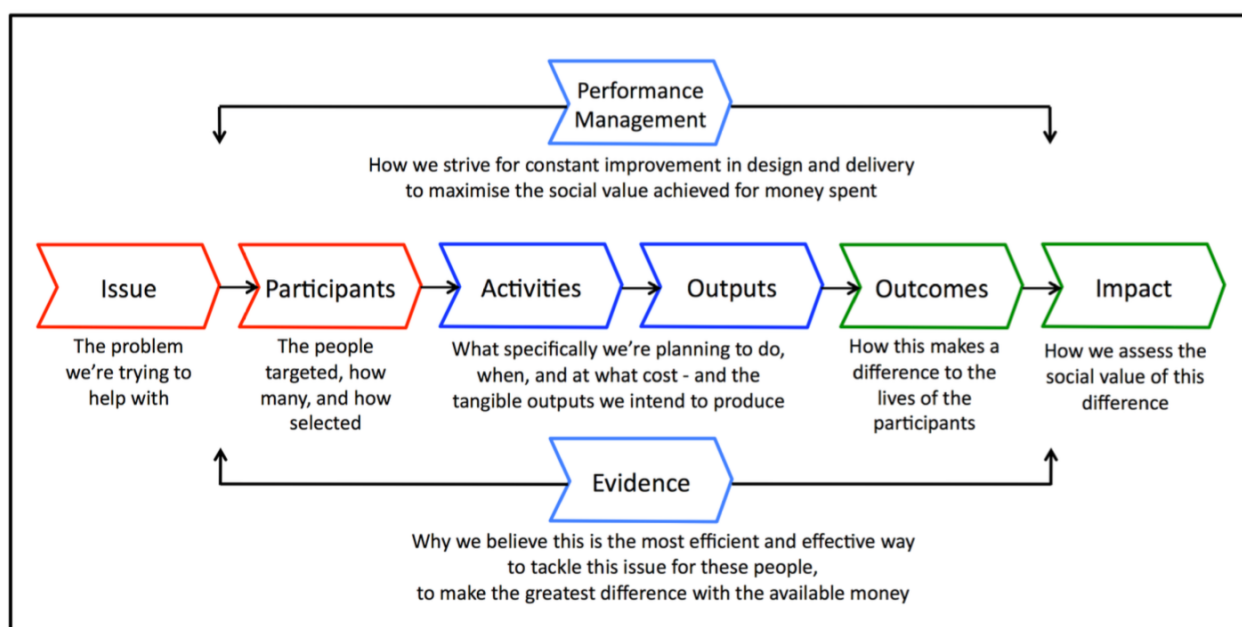 Performance
Management
How we strive for constant improvement in design and delivery
to maximise the social value achieved for money spent
Issue
The problem
we're trying to
help with
Participants
The people
targeted, how
many, and how
selected
Activities
Outputs
What specifically we're planning to do,
when, and at what cost - and the
tangible outputs we intend to produce
Outcomes
How this makes a
difference to the
lives of the
participants
Impact
How we assess the
social value of this
difference
Evidence
Why we believe this is the most efficient and effective way
to tackle this issue for these people,
to make the greatest difference with the available money